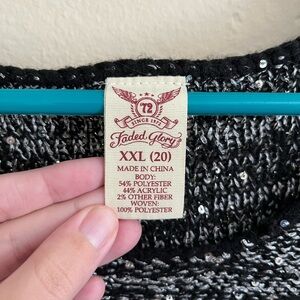 72
SINCE 1972
Faded Glory
XXL (20)
MADE IN CHINA
BODY:
54% POLYESTER
44% ACRYLIC
2% OTHER FIBER
WOVEN:
100% POLYESTER